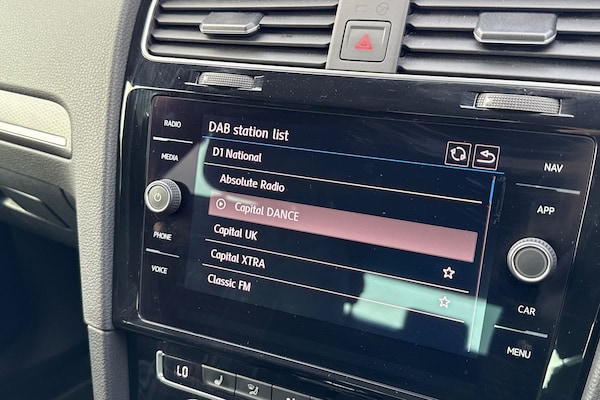 DAB station list
D1 National
Absolute Radio
Capital DANCE
Capital UK
Capital XTRA
Classic FM
RADIO
MEDIA
PHONE
VOICE
NAV
APP
CAR
MENU
LO